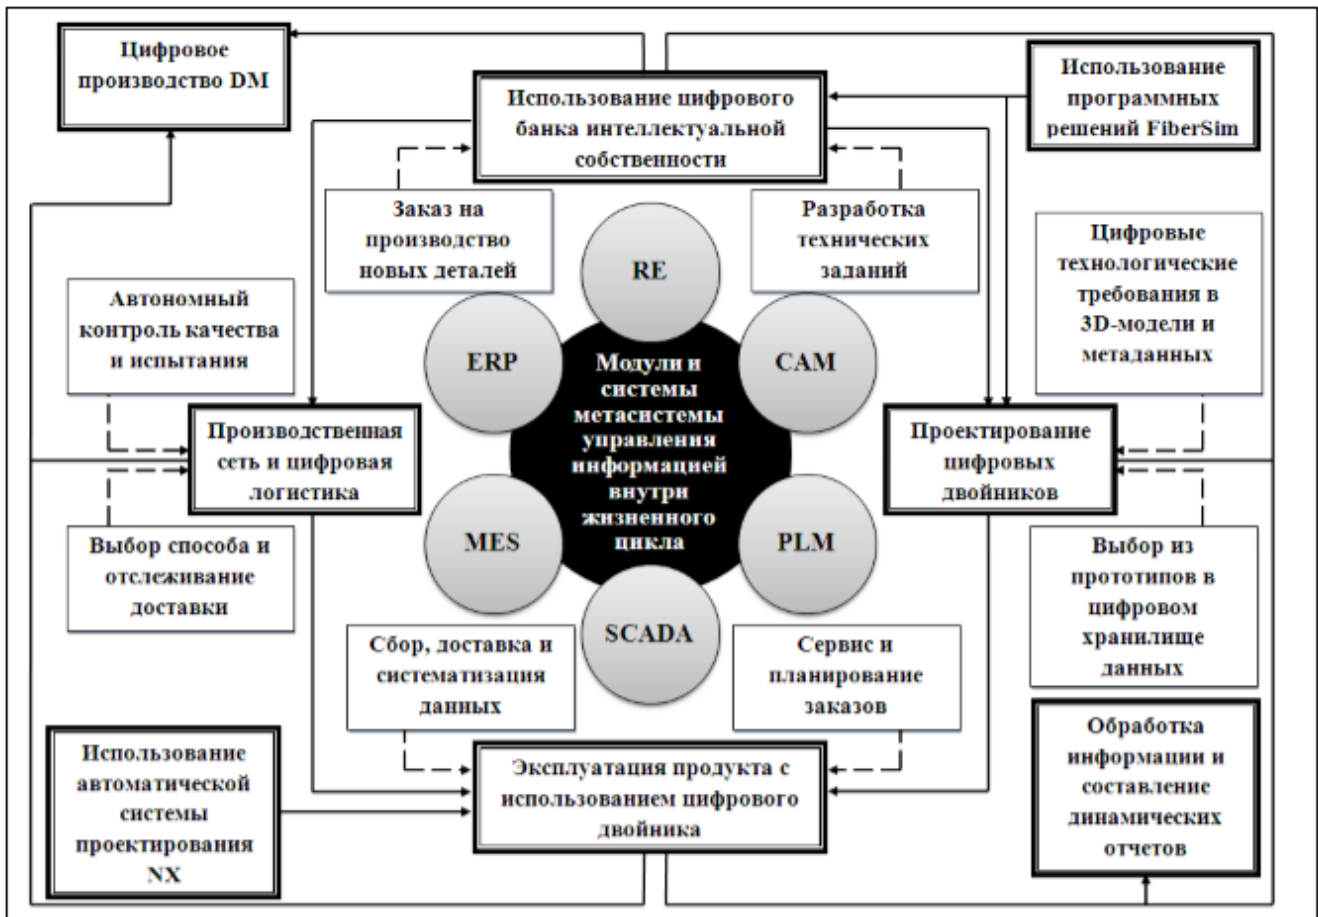 Цифровое
производство DM
Использование цифрового
банка интеллектуальной
собственности
Использование
программных
решений FiberSim
Заказ на
производство
новых деталей
RE
Разработка
технических
заданий
Цифровые
технологические
требования в
3D-модели и
метаданных
Автономный
контроль качества
и испытания
ERP
Модули и
системы
метасистемы
управления
информацией
внутри
жизненного
цикла
CAM
Производственная
сеть и цифровая
логистика
Проектирование
цифровых
двойников
MES
PLM
Выбор способа и
отслеживание
доставки
Выбор из
прототипов в
цифровом
хранилище
данных
SCADA
Сбор, доставка и
систематизация
данных
Сервис и
планирование
заказов
Использование
автоматической
системы
проектирования
NX
Эксплуатация продукта с
использованием цифрового
двойника
Обработка
информации и
составление
динамических
отчетов